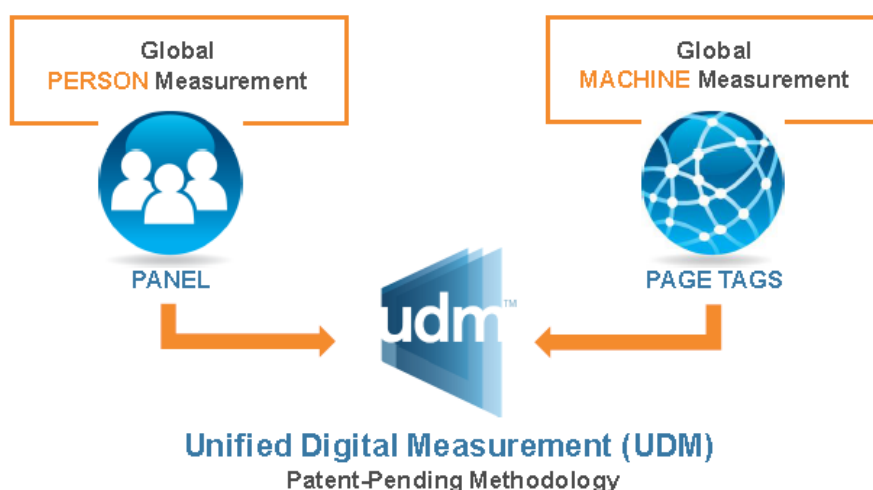 Global
PERSON Measurement
Global
MACHINE Measurement
PANEL
PAGE TAGS
udm™
Unified Digital Measurement (UDM)
Patent-Pending Methodology